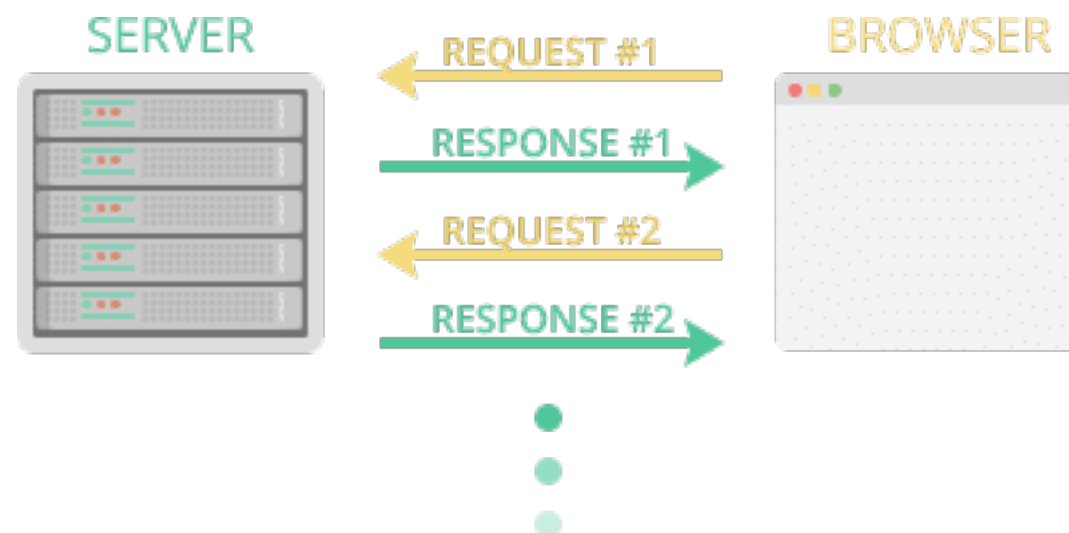 SERVER
BROWSER
REQUEST #1
RESPONSE #1
REQUEST #2
RESPONSE #2